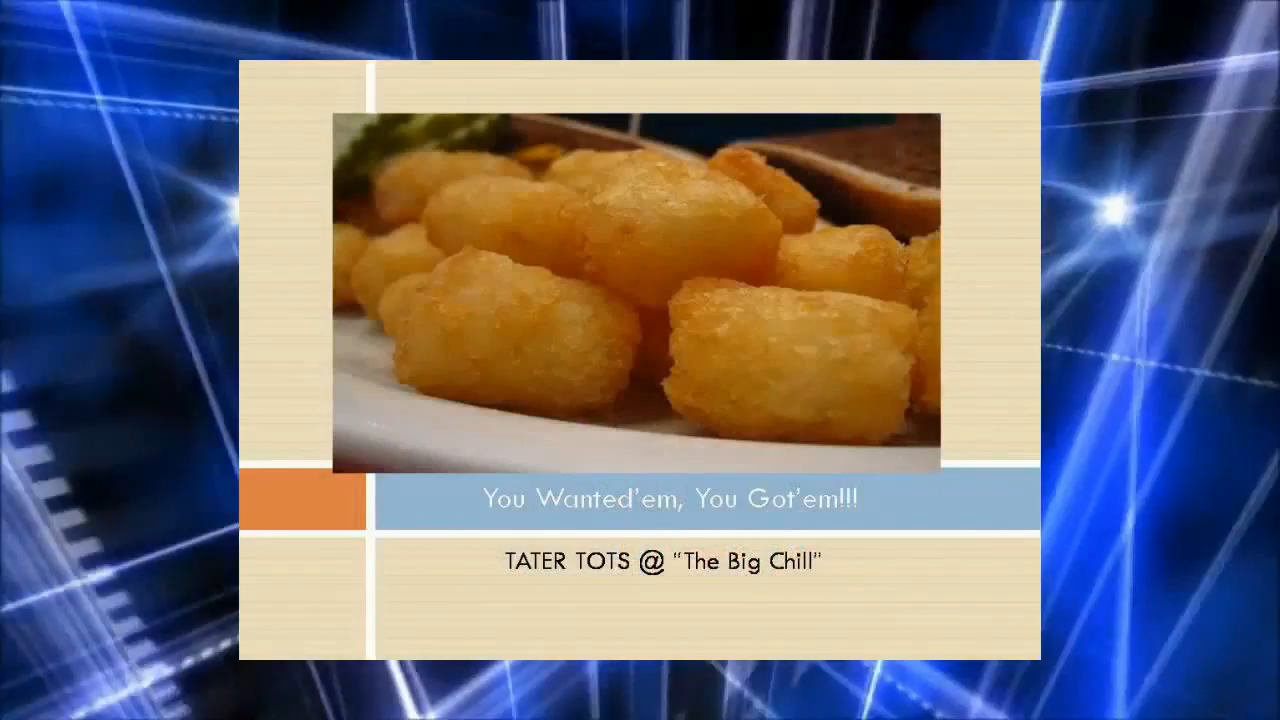 You Wanted’em, You Got’em!!!
TATER TOTS @ “The Big Chill”